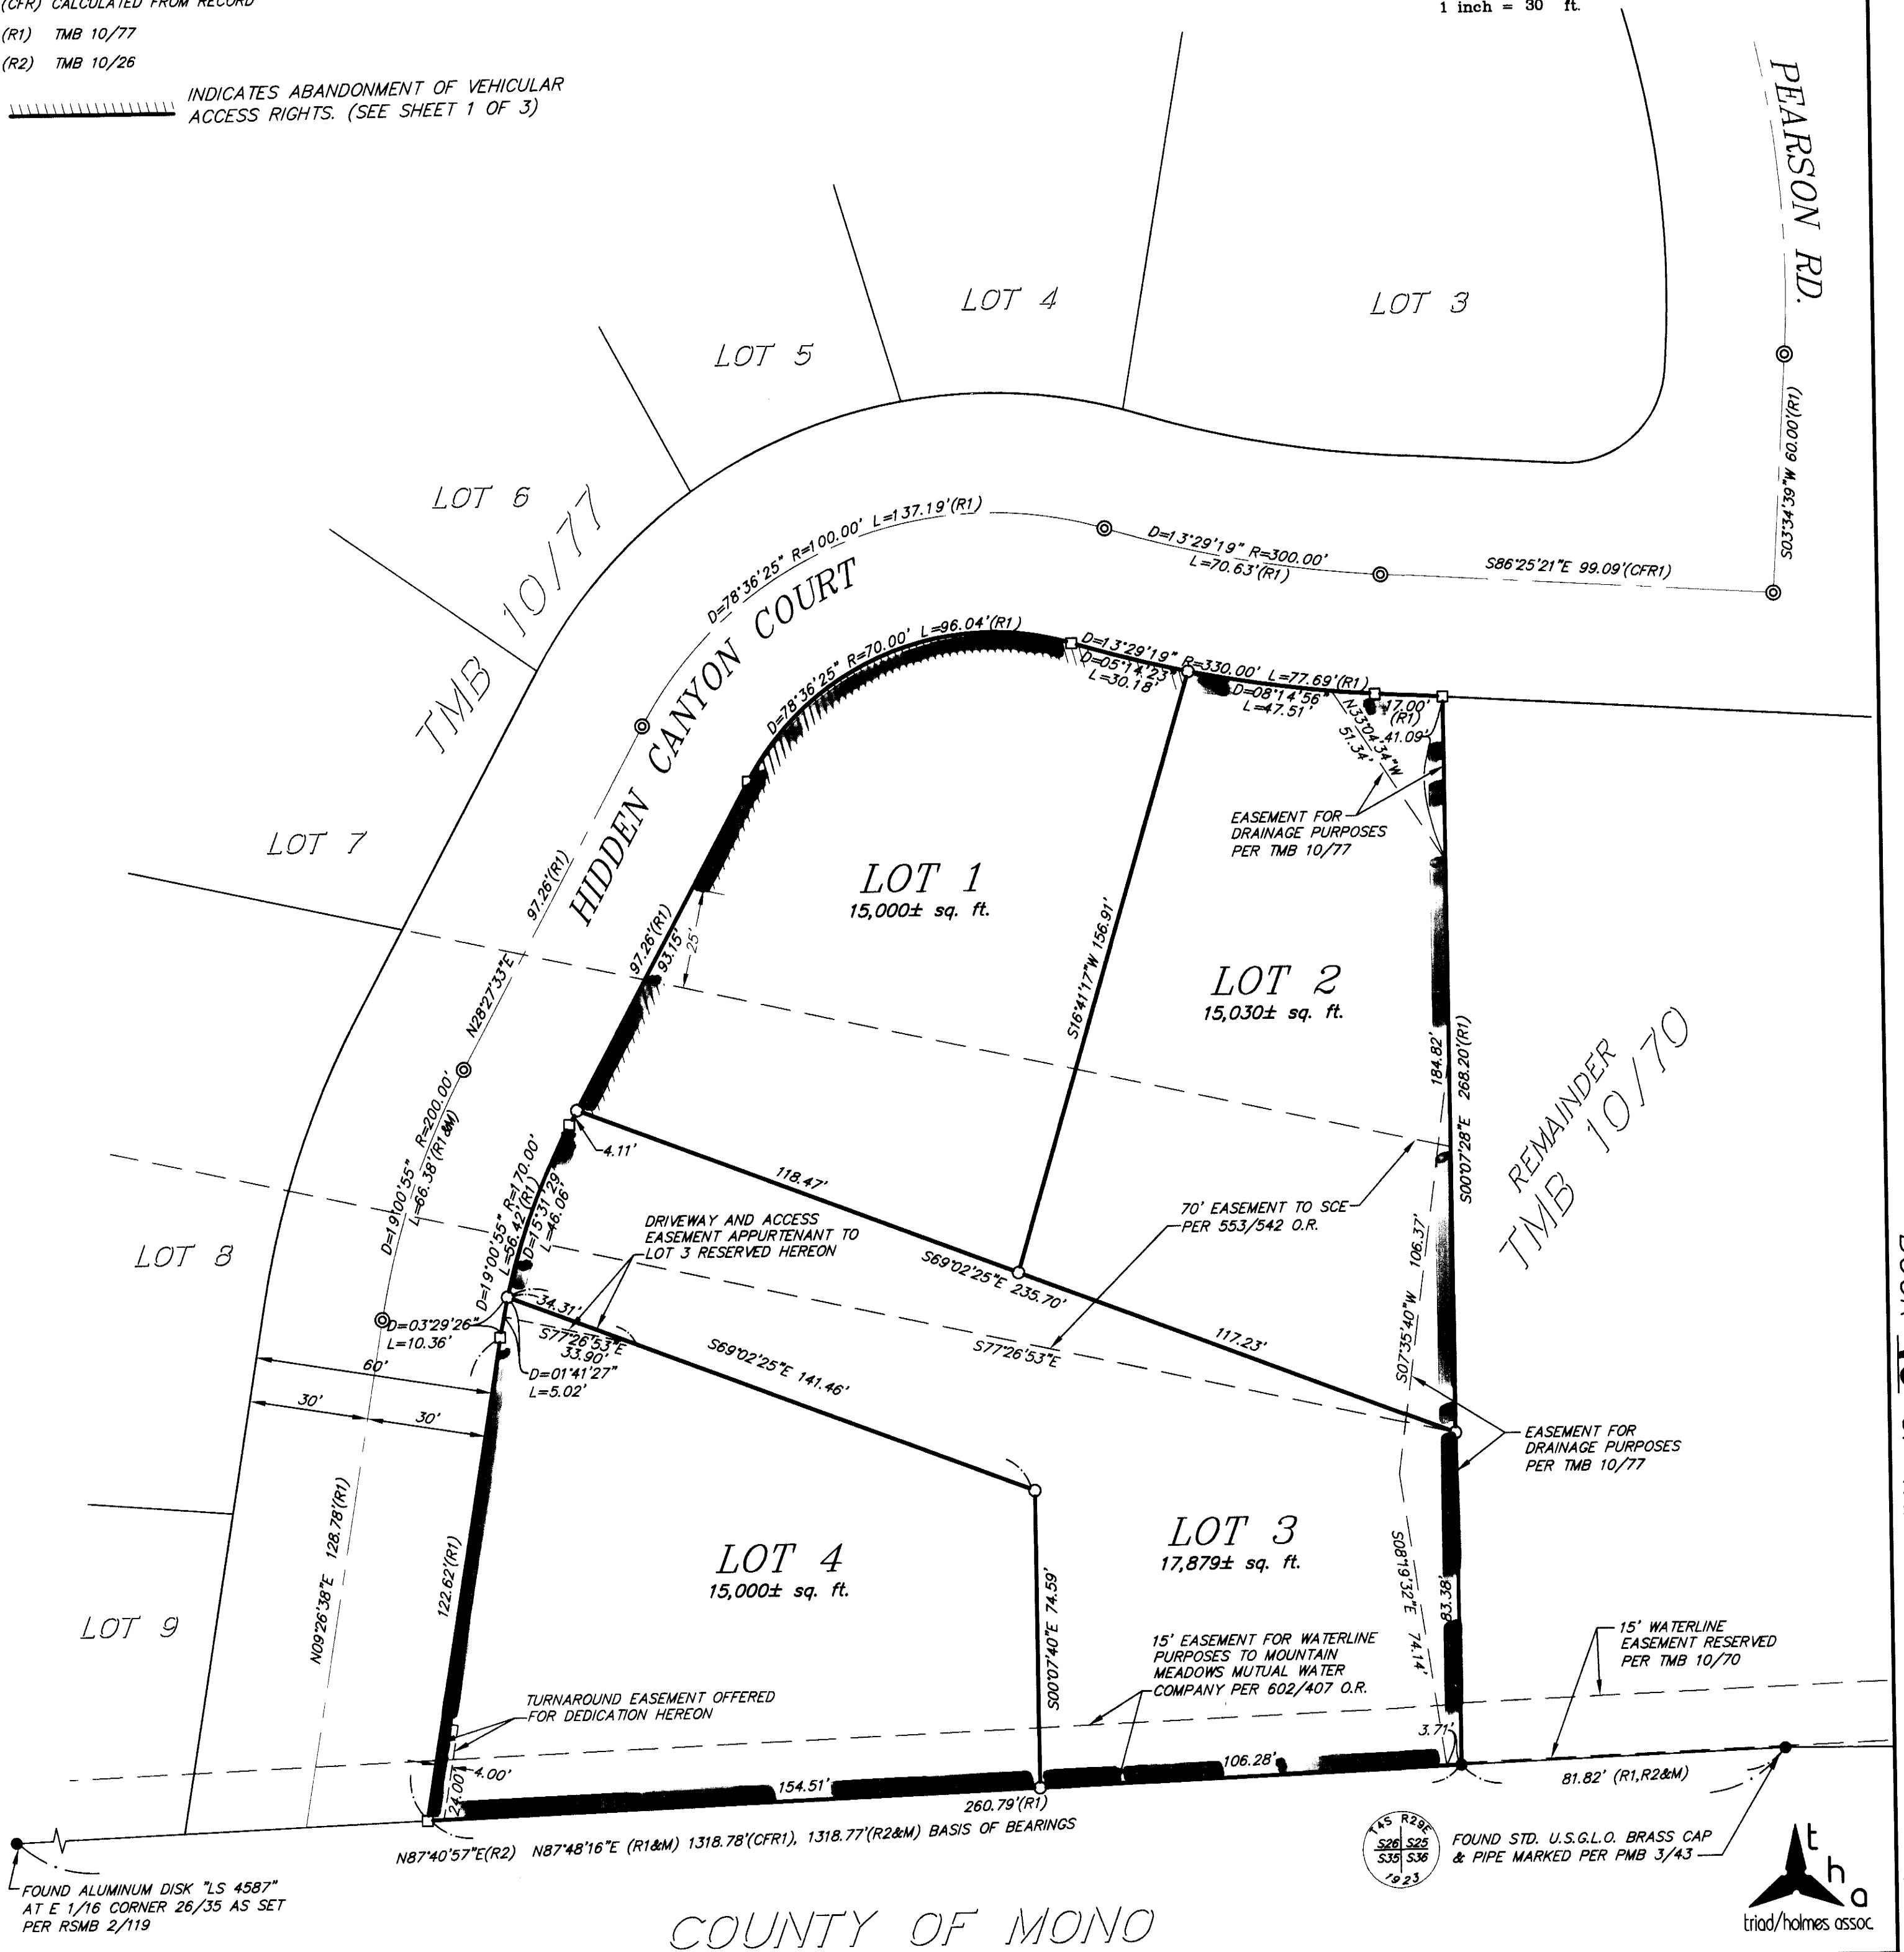 (CFR) CALCULATED FROM RECORD
(R1) TMB 10/77
(R2) TMB 10/26
INDICATES ABANDONMENT OF VEHICULAR
ACCESS RIGHTS. (SEE SHEET 1 OF 3)
1 inch = 30 ft.
PEARSON RD.
S03°34'39"W 60.00'(R1)
LOT 3
LOT 4
LOT 5
LOT 6
LOT 7
LOT 8
LOT 9
TMB 10/77
HIDDEN CANYON COURT
D=78°36'25" R=100.00' L=137.19'(R1)
D=13°29'19" R=300.00'
L=70.63'(R1)
S86°25'21"E 99.09'(CFR1)
D=78°36'25" R=70.00' L=96.04'(R1)
D=13°29'19" R=330.00' L=77.69'(R1)
D=05°14'23"
L=30.18'
D=08°14'56"
L=47.51'
17.00'
(R1)
41.09'
N33°04'34"W
51.34'
EASEMENT FOR
DRAINAGE PURPOSES
PER TMB 10/77
LOT 1
15,000± sq. ft.
LOT 2
15,030± sq. ft.
S16°41'17"W 156.91'
97.26'(R1)
N28°27'33"E
97.26'(R1)
93.15'
25'
184.82'
S00°07'28"E 268.20'(R1)
REMAINDER
TMB 10/70
D=19°00'55" R=200.00'
L=66.38'(R1&M)
4.11'
D=19°00'55" R=170.00'
L=56.42'(R1)
D=15°31'29"
L=46.06'
118.47'
S69°02'25"E 235.70'
117.23'
DRIVEWAY AND ACCESS
EASEMENT APPURTENANT TO
LOT 3 RESERVED HEREON
70' EASEMENT TO SCE
PER 553/542 O.R.
S07°35'40"W 106.37'
34.31'
S77°26'53"E
33.90'
S69°02'25"E 141.46'
S77°26'53"E
D=03°29'26"
L=10.36'
D=01°41'27"
L=5.02'
60'
30'
30'
EASEMENT FOR
DRAINAGE PURPOSES
PER TMB 10/77
N09°26'38"E 128.78'(R1)
122.62'(R1)
LOT 4
15,000± sq. ft.
LOT 3
17,879± sq. ft.
S00°07'40"E 74.59'
S08°19'32"E 74.14'
83.38'
15' EASEMENT FOR WATERLINE
PURPOSES TO MOUNTAIN
MEADOWS MUTUAL WATER
COMPANY PER 602/407 O.R.
15' WATERLINE
EASEMENT RESERVED
PER TMB 10/70
TURNAROUND EASEMENT OFFERED
FOR DEDICATION HEREON
3.71'
4.00'
24.00'
154.51'
106.28'
260.79'(R1)
81.82' (R1,R2&M)
N87°40'57"E(R2) N87°48'16"E (R1&M) 1318.78'(CFR1), 1318.77'(R2&M) BASIS OF BEARINGS
T4S R29E
S26 S25
S35 S36
1923
FOUND STD. U.S.G.L.O. BRASS CAP
& PIPE MARKED PER PMB 3/43
FOUND ALUMINUM DISK "LS 4587"
AT E 1/16 CORNER 26/35 AS SET
PER RSMB 2/119
COUNTY OF MONO
t h a
triad/holmes assoc